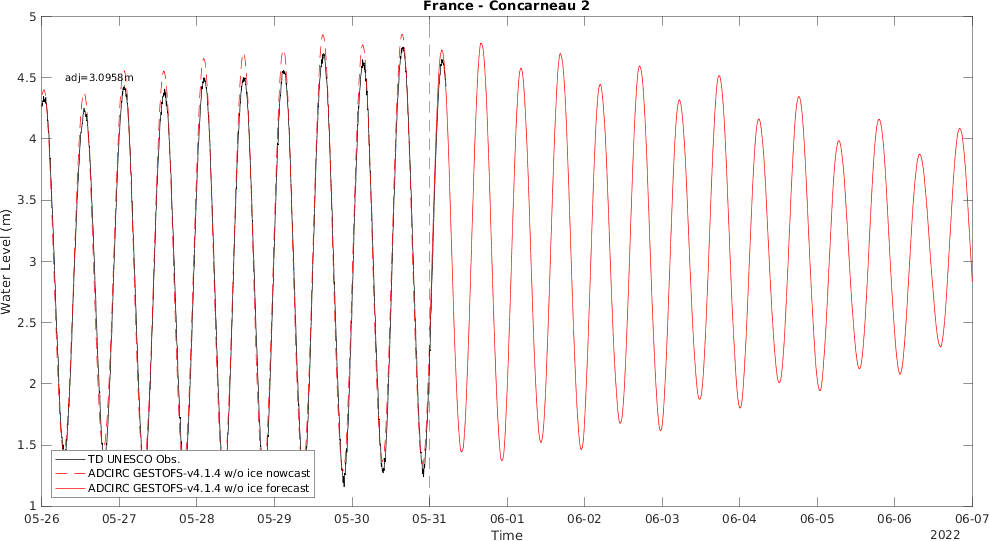 France - Concarneau 2
5
4.5
4
3.5
3
2.5
2
1.5
1
Water Level (m)
adj=3.0958m
TD UNESCO Obs.
ADCIRC GESTOFS-v4.1.4 w/o ice nowcast
ADCIRC GESTOFS-v4.1.4 w/o ice forecast
05-26 05-27 05-28 05-29 05-30 05-31 06-01 06-02 06-03 06-04 06-05 06-06 06-07
Time
2022